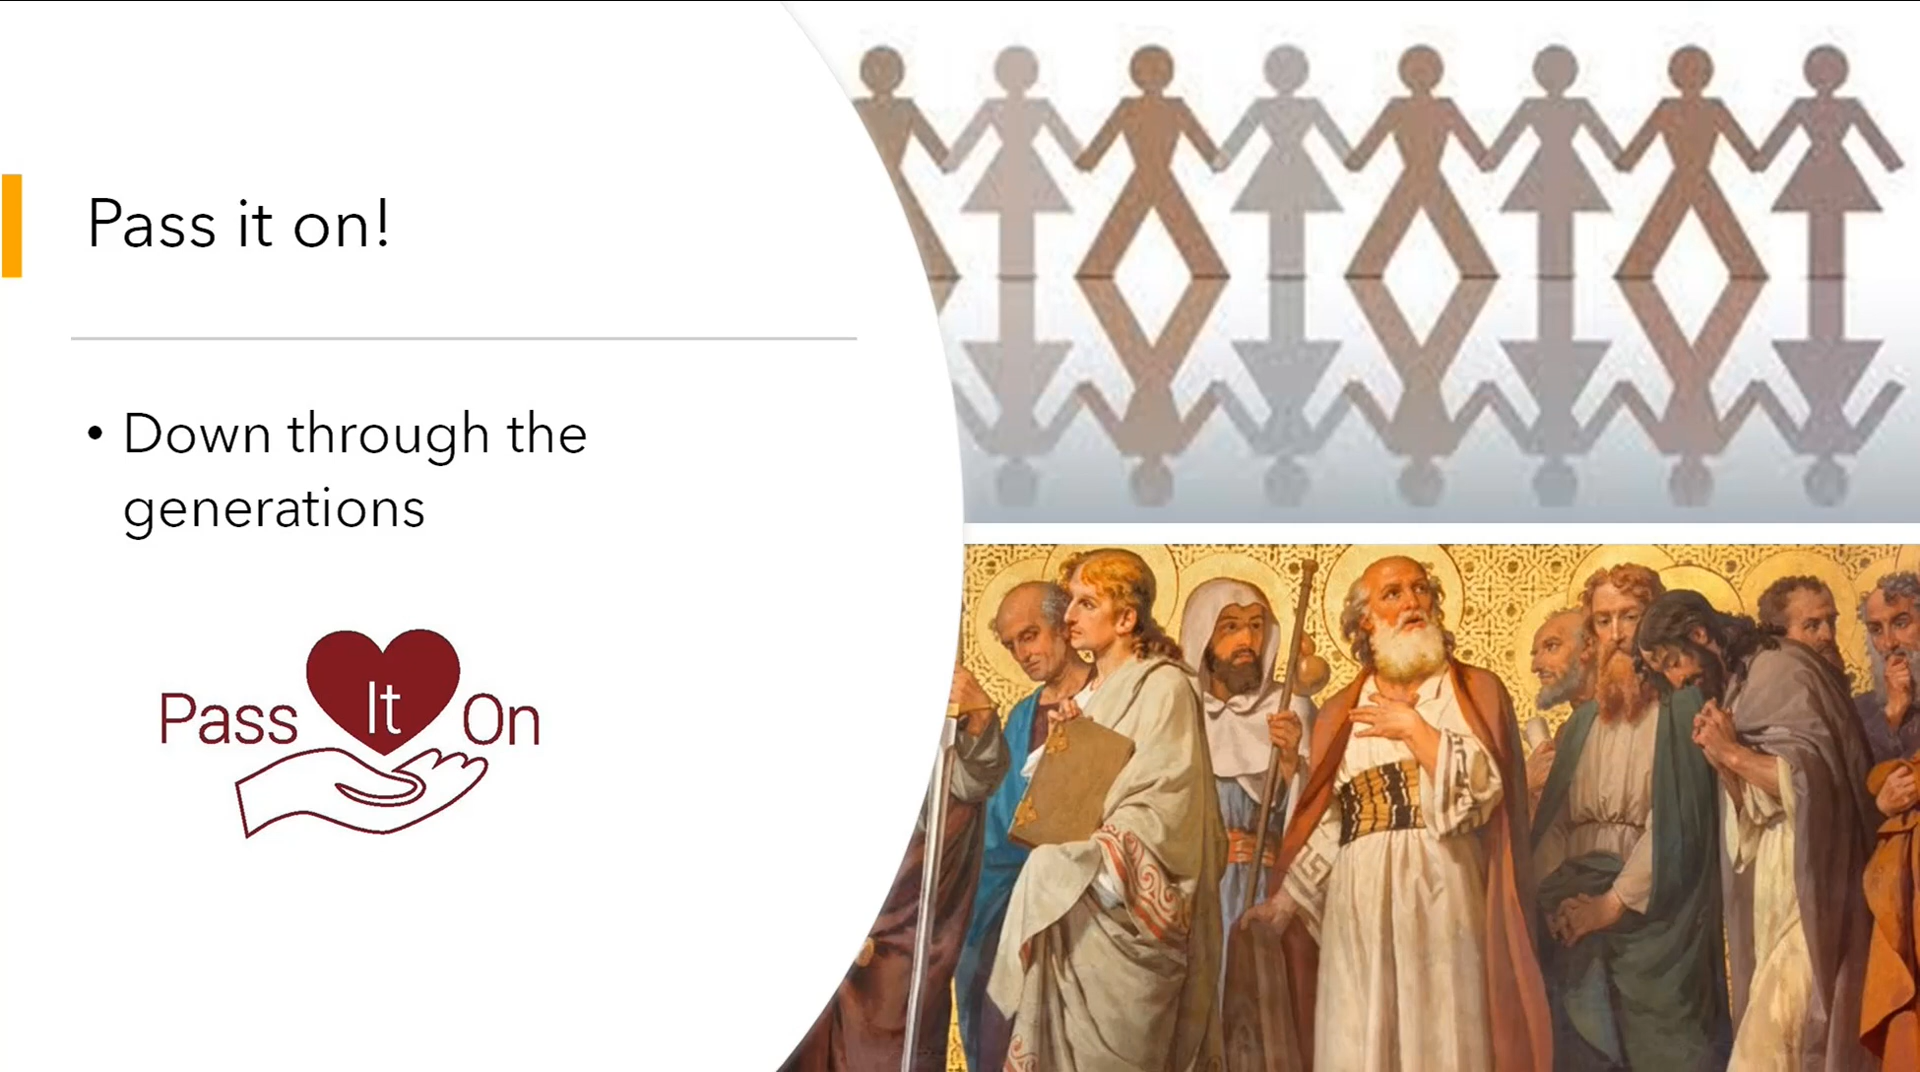 Pass it on!
• Down through the
generations
Pass It On